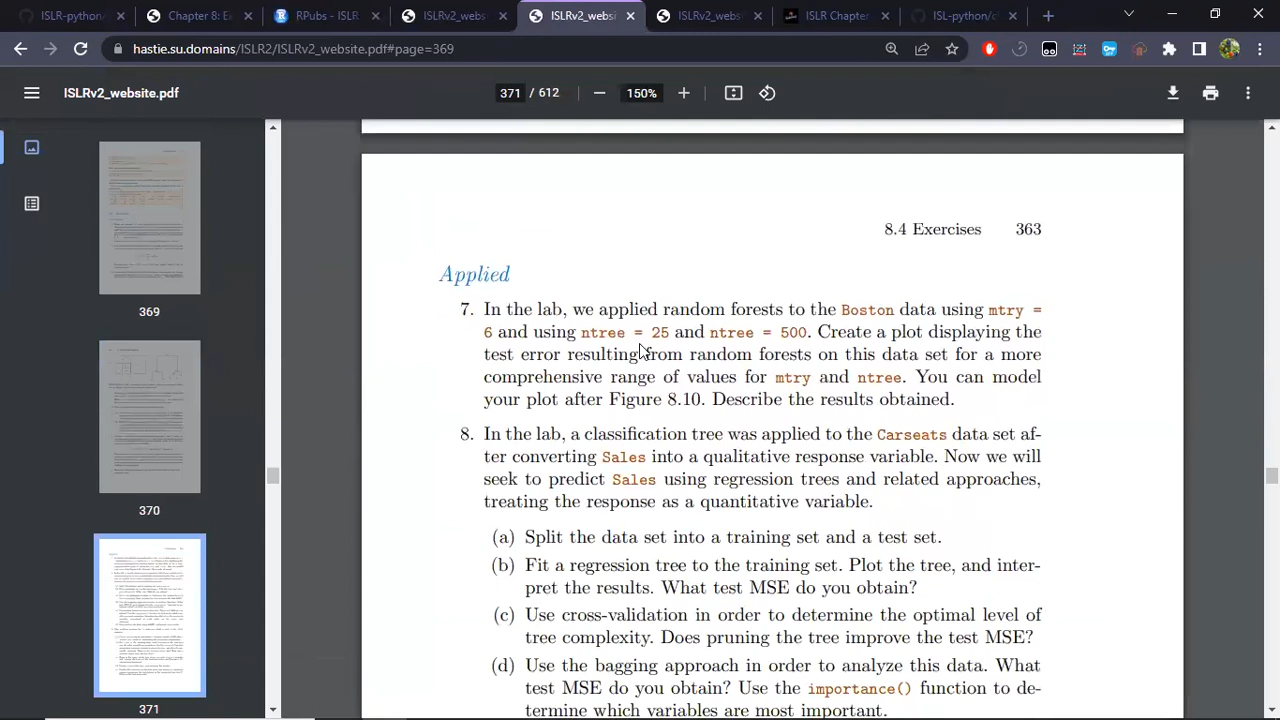 ISLR-python/
Chapter 8: E
RPubs - ISLR
ISLRv2_webs
ISLRv2_websi
ISLRv2_webs
ISLR Chapter
ISL-python/c
hastie.su.domains/ISLR2/ISLRv2_website.pdf#page=369
ISLRv2_website.pdf
371 / 612
150%
369
370
371
8.4 Exercises 363
Applied
7. In the lab, we applied random forests to the Boston data using mtry =
6 and using ntree = 25 and ntree = 500. Create a plot displaying the
test error resulting from random forests on this data set for a more
comprehensive range of values for mtry and ntree. You can model
your plot after Figure 8.10. Describe the results obtained.
8. In the lab, a classification tree was applied to the Carseats data set af-
ter converting Sales into a qualitative response variable. Now we will
seek to predict Sales using regression trees and related approaches,
treating the response as a quantitative variable.
(a) Split the data set into a training set and a test set.
(b) Fit a regression tree to the training set. Plot the tree, and inter-
pret the results. What test MSE do you obtain?
(c) Use cross-validation in order to determine the optimal level of
tree complexity. Does pruning the tree improve the test MSE?
(d) Use the bagging approach in order to analyze this data. What
test MSE do you obtain? Use the importance() function to de-
termine which variables are most important.